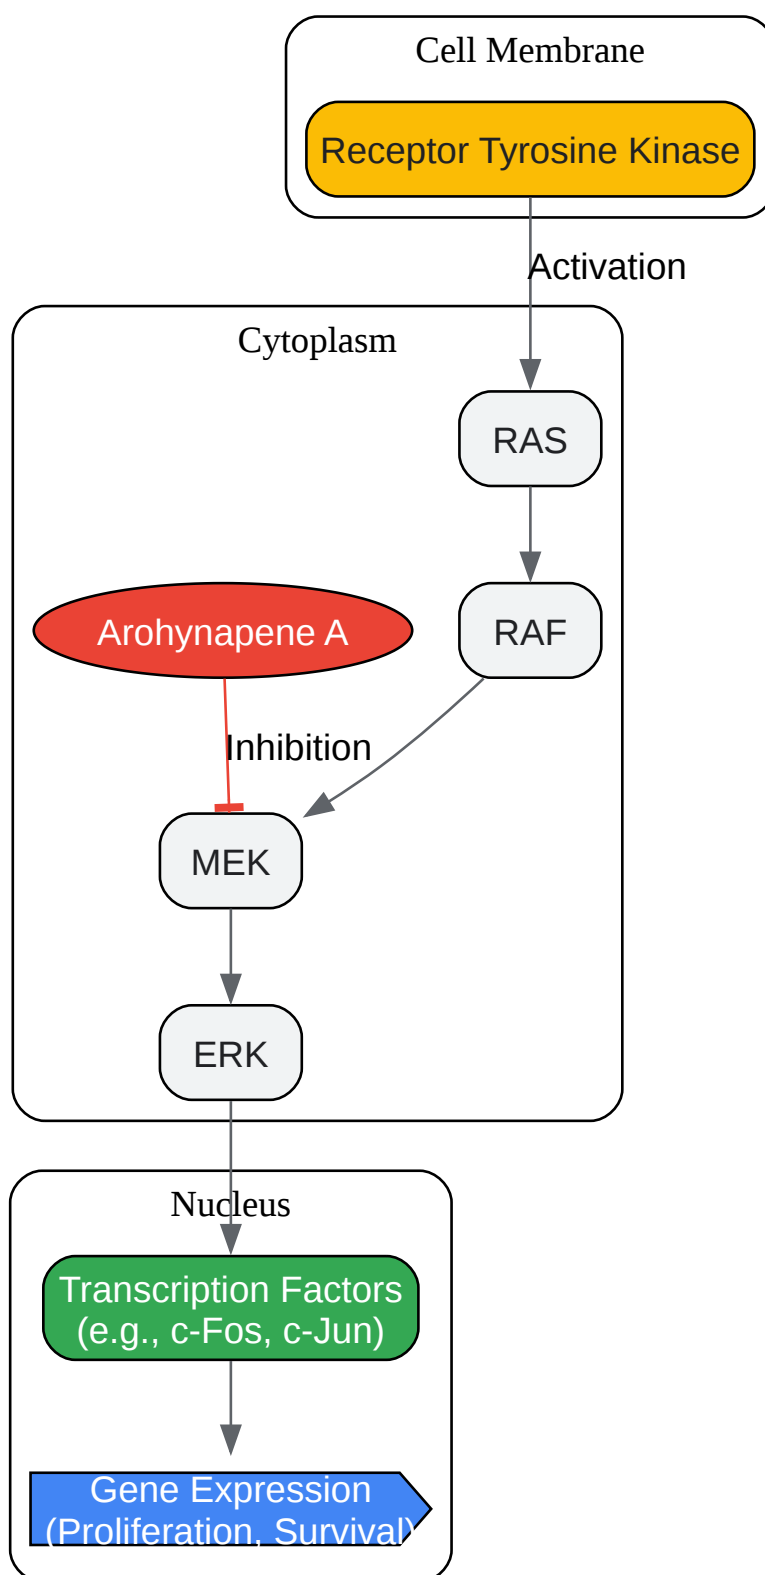 Cell Membrane
Receptor Tyrosine Kinase
Activation
Cytoplasm
RAS
Arohynapene A
RAF
Inhibition
MEK
ERK
Nucleus
Transcription Factors
(e.g., c-Fos, c-Jun)
Gene Expression
(Proliferation, Survival)